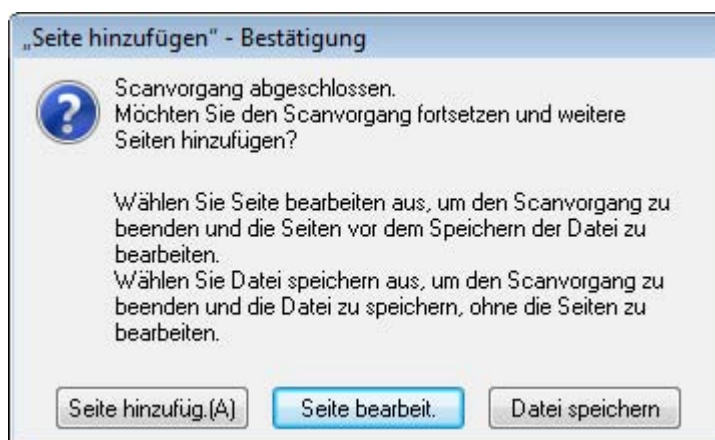 „Seite hinzufügen“ - Bestätigung
Scanvorgang abgeschlossen.
Möchten Sie den Scanvorgang fortsetzen und weitere
Seiten hinzufügen?
Wählen Sie Seite bearbeiten aus, um den Scanvorgang zu
beenden und die Seiten vor dem Speichern der Datei zu
bearbeiten.
Wählen Sie Datei speichern aus, um den Scanvorgang zu
beenden und die Datei zu speichern, ohne die Seiten zu
bearbeiten.
Seite hinzufüg.(A) Seite bearbeit. Datei speichern